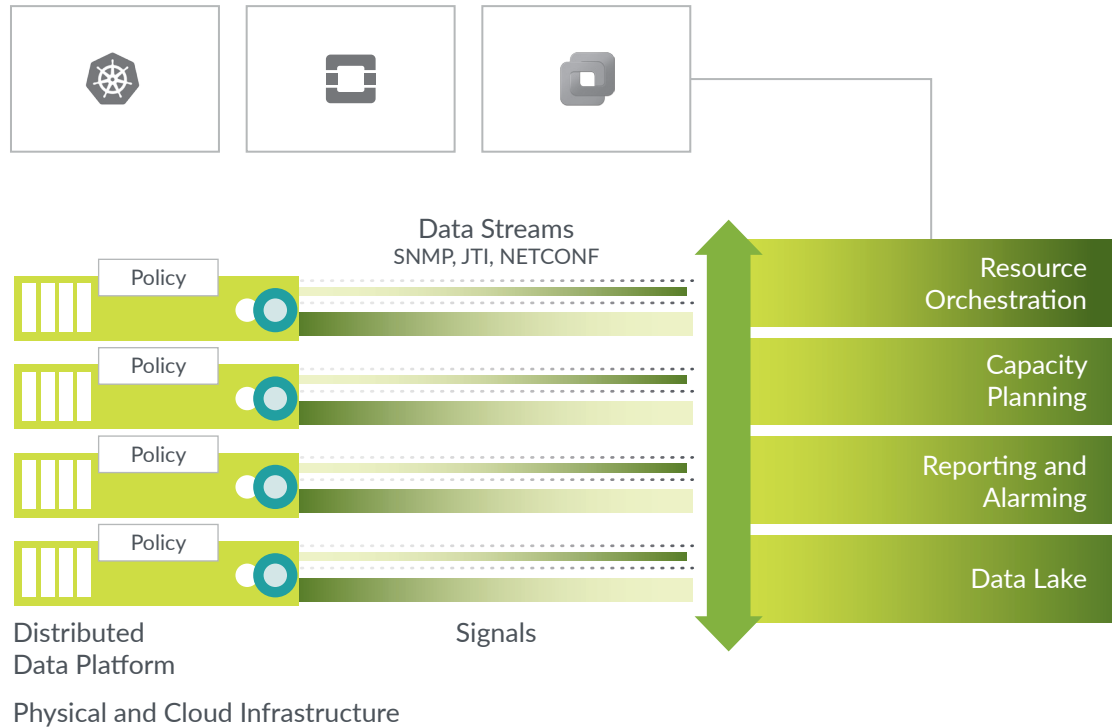 Data Streams
SNMP, JTI, NETCONF
Policy
Policy
Policy
Policy
Resource
Orchestration
Capacity
Planning
Reporting and
Alarming
Data Lake
Distributed
Data Platform
Signals
Physical and Cloud Infrastructure